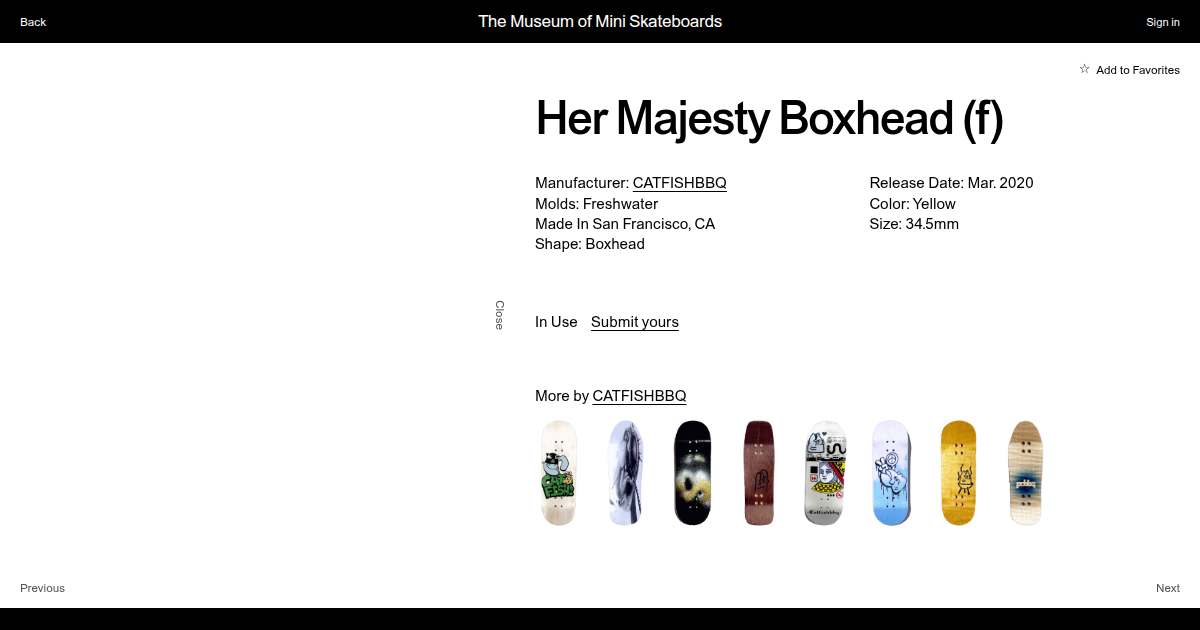 Back
The Museum of Mini Skateboards
Sign in
☆ Add to Favorites
Her Majesty Boxhead (f)
Manufacturer: CATFISHBBQ
Molds: Freshwater
Made In San Francisco, CA
Shape: Boxhead
Release Date: Mar. 2020
Color: Yellow
Size: 34.5mm
Close
In Use Submit yours
More by CATFISHBBQ
Previous
Next